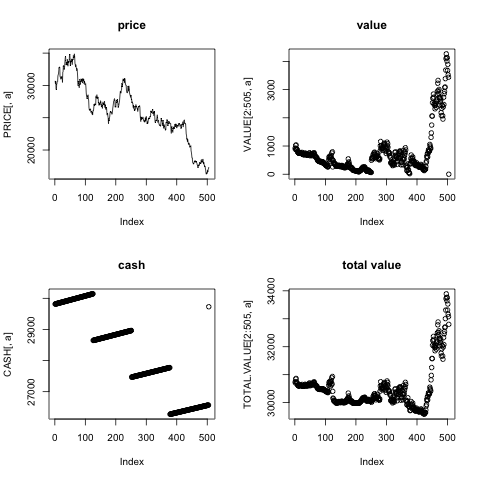 price
PRICE[, a]
20000
30000
0 100 200 300 400 500
Index
value
VALUE[2:505, a]
0
1000
3000
4000
0 100 200 300 400 500
Index
cash
CASH[, a]
27000
29000
0 100 200 300 400 500
Index
total value
TOTAL.VALUE[2:505, a]
30000
32000
34000
0 100 200 300 400 500
Index